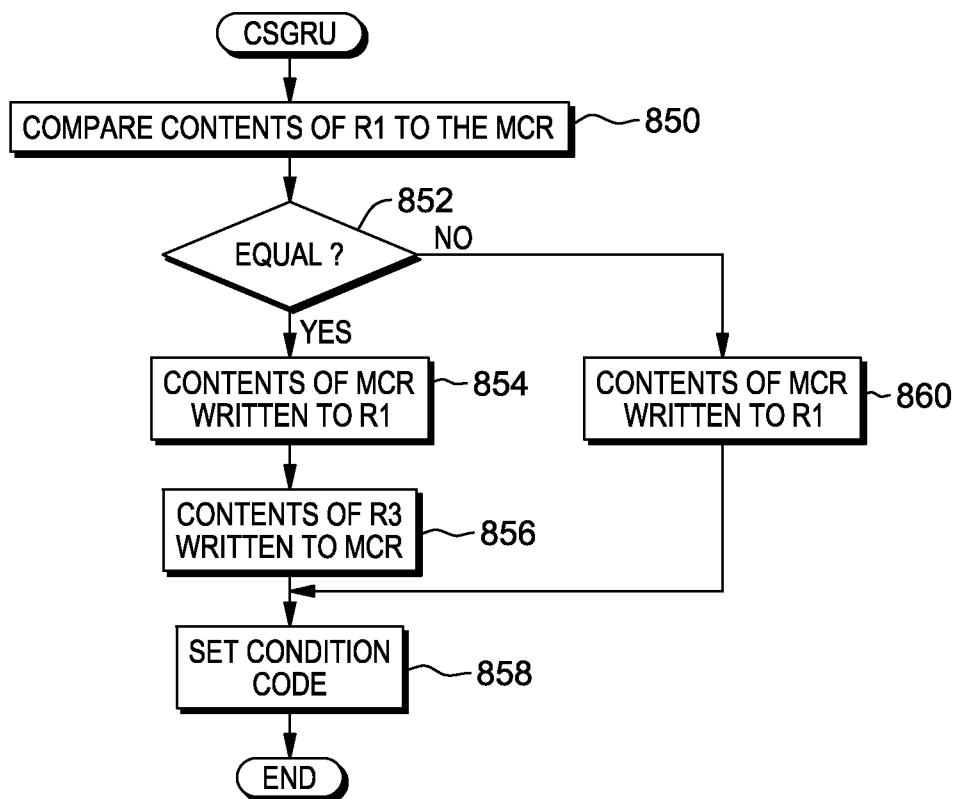 CSGRU
COMPARE CONTENTS OF R1 TO THE MCR
850
852
EQUAL ?
NO
YES
CONTENTS OF MCR
WRITTEN TO R1
854
CONTENTS OF MCR
WRITTEN TO R1
860
CONTENTS OF R3
WRITTEN TO MCR
856
SET CONDITION
CODE
858
END